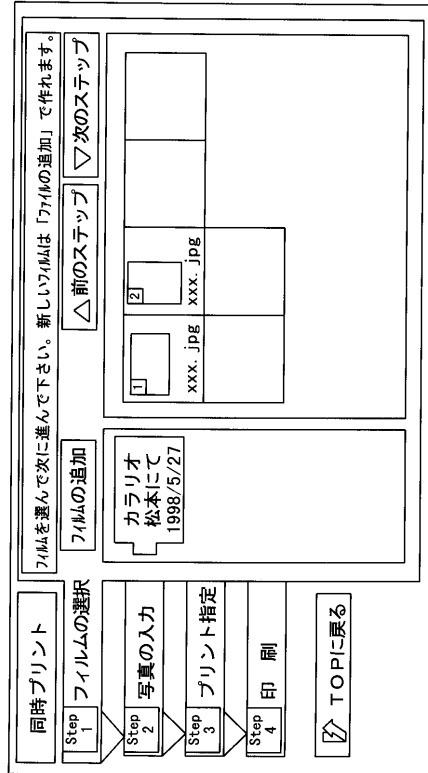 同時プリント
フィルムを選んで次に進んで下さい。新しいフィルムは「ファイルの追加」で作れます。
Step 1 フィルムの選択
Step 2 写真の入力
Step 3 プリント指定
Step 4 印 刷
TOPに戻る
フィルムの追加
△前のステップ
▽次のステップ
カラリオ
松本にて
1998/5/27
1
xxx. jpg
2
xxx. jpg